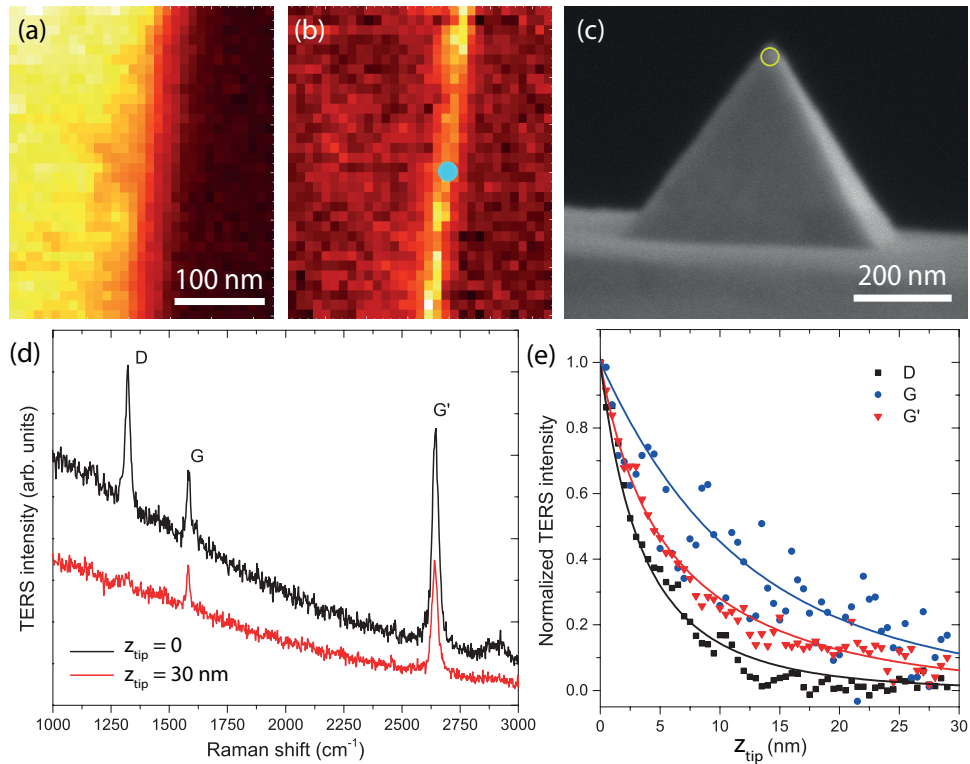 (a)
100 nm
(b)
(c)
200 nm
(d)
D
G
G'
z_tip = 0
z_tip = 30 nm
TERS intensity (arb. units)
1000 1250 1500 1750 2000 2250 2500 2750 3000
Raman shift (cm⁻¹)
(e)
D
G
G'
Normalized TERS intensity
1.0
0.8
0.6
0.4
0.2
0.0
0 5 10 15 20 25 30
z_tip (nm)